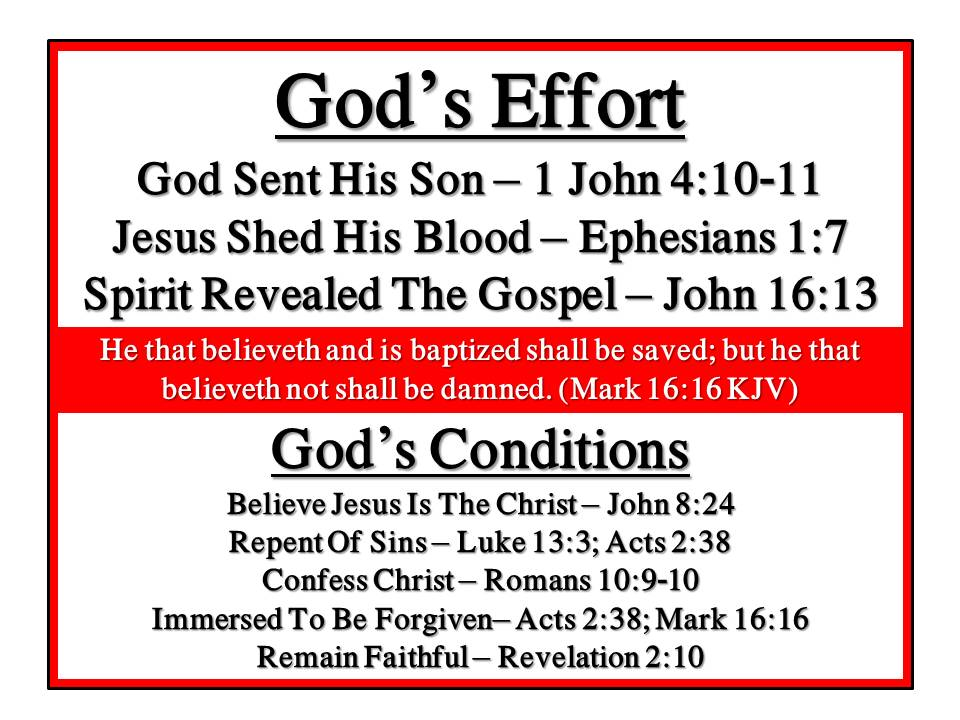 God’s Effort
God Sent His Son – 1 John 4:10-11
Jesus Shed His Blood – Ephesians 1:7
Spirit Revealed The Gospel – John 16:13
He that believeth and is baptized shall be saved; but he that
believeth not shall be damned. (Mark 16:16 KJV)
God’s Conditions
Believe Jesus Is The Christ – John 8:24
Repent Of Sins – Luke 13:3; Acts 2:38
Confess Christ – Romans 10:9-10
Immersed To Be Forgiven– Acts 2:38; Mark 16:16
Remain Faithful – Revelation 2:10